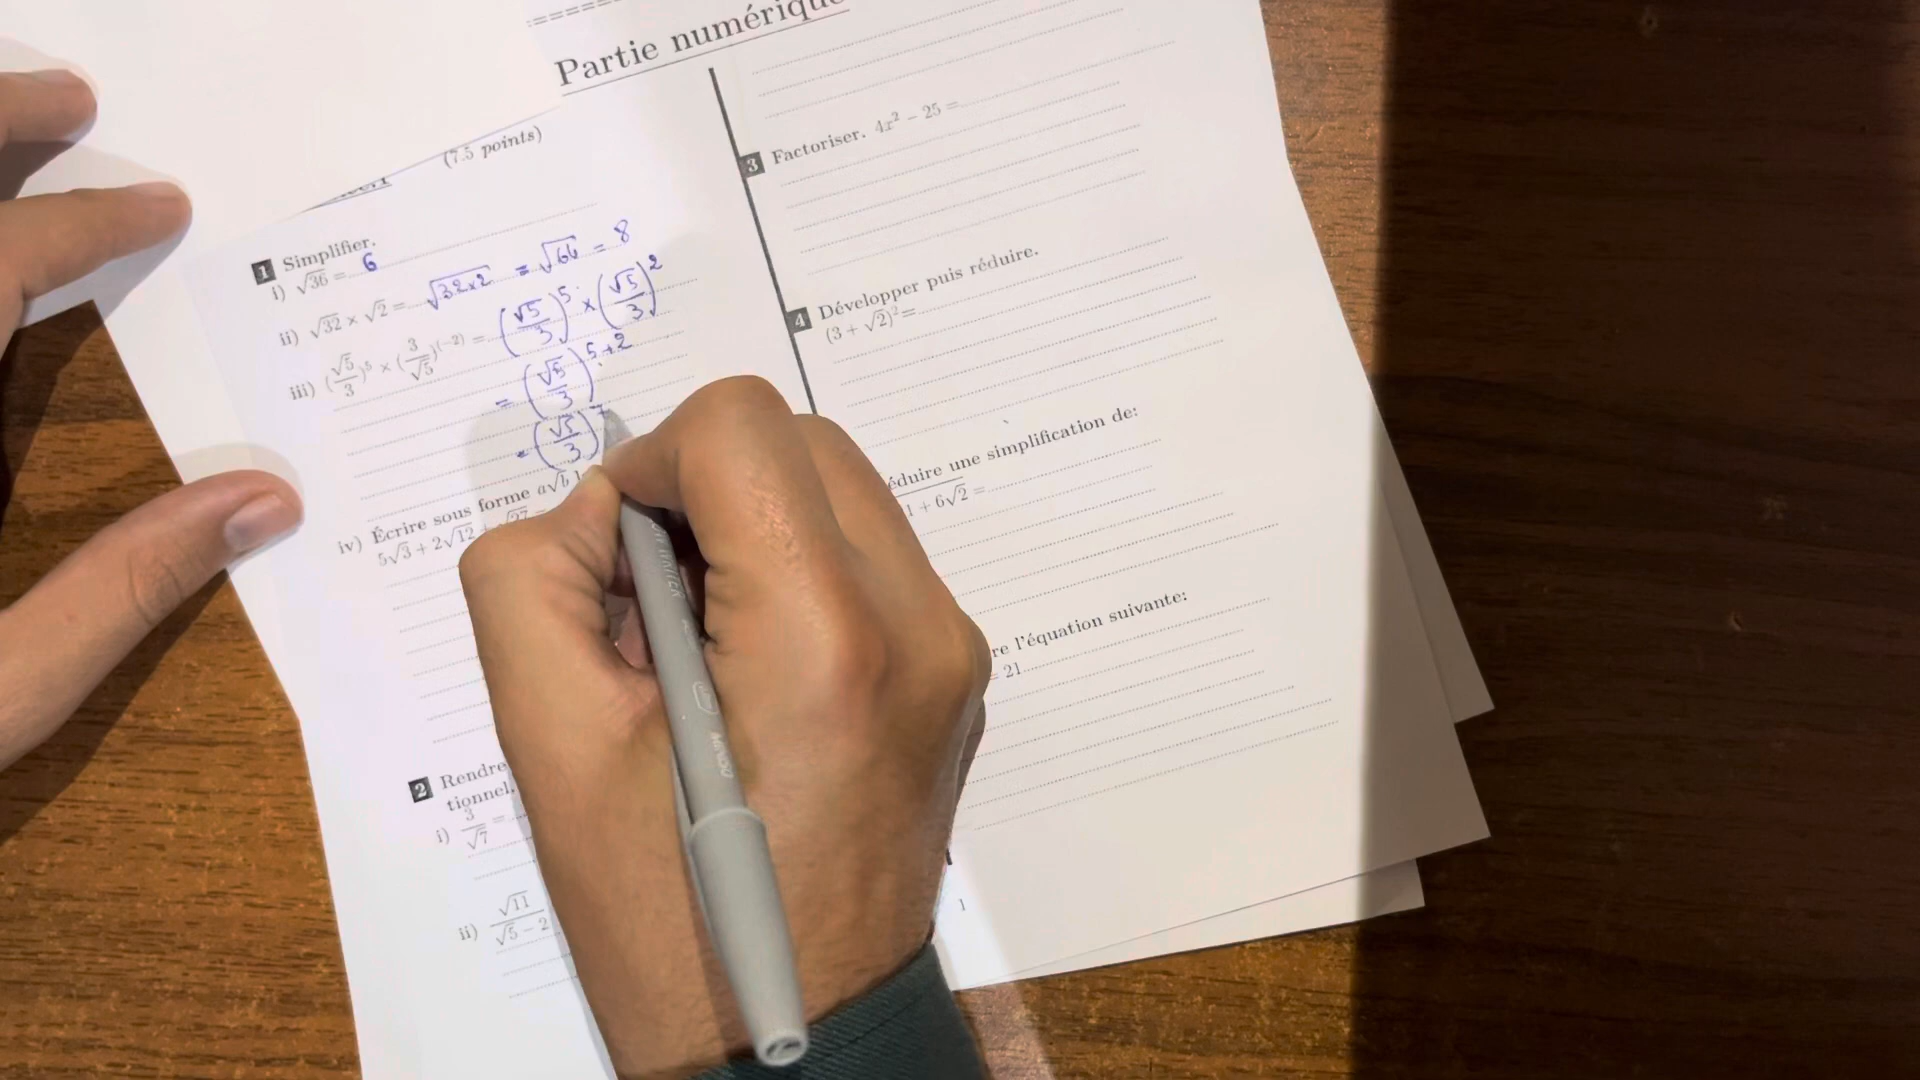 Partie numérique
(7.5 points)
1 Simplifier.
i) √36 = 6
ii) √32 × √2 = √32×2 = √64 = 8
iii) (√5/3)^5 × (3/√5)^(-2) = (√5/3)^5 × (√5/3)^2
= (√5/3)^5+2
= (√5/3)^7
iv) Écrire sous forme a√b
5√3 + 2√12 + √27 =
2 Rendre
tionnel.
i) 3/√7 =
ii) √11/√5 − 2
3 Factoriser. 4x² − 25 =
4 Développer puis réduire.
(3 + √2)² =
éduire une simplification de:
1 + 6√2 =
re l'équation suivante:
= 21
1